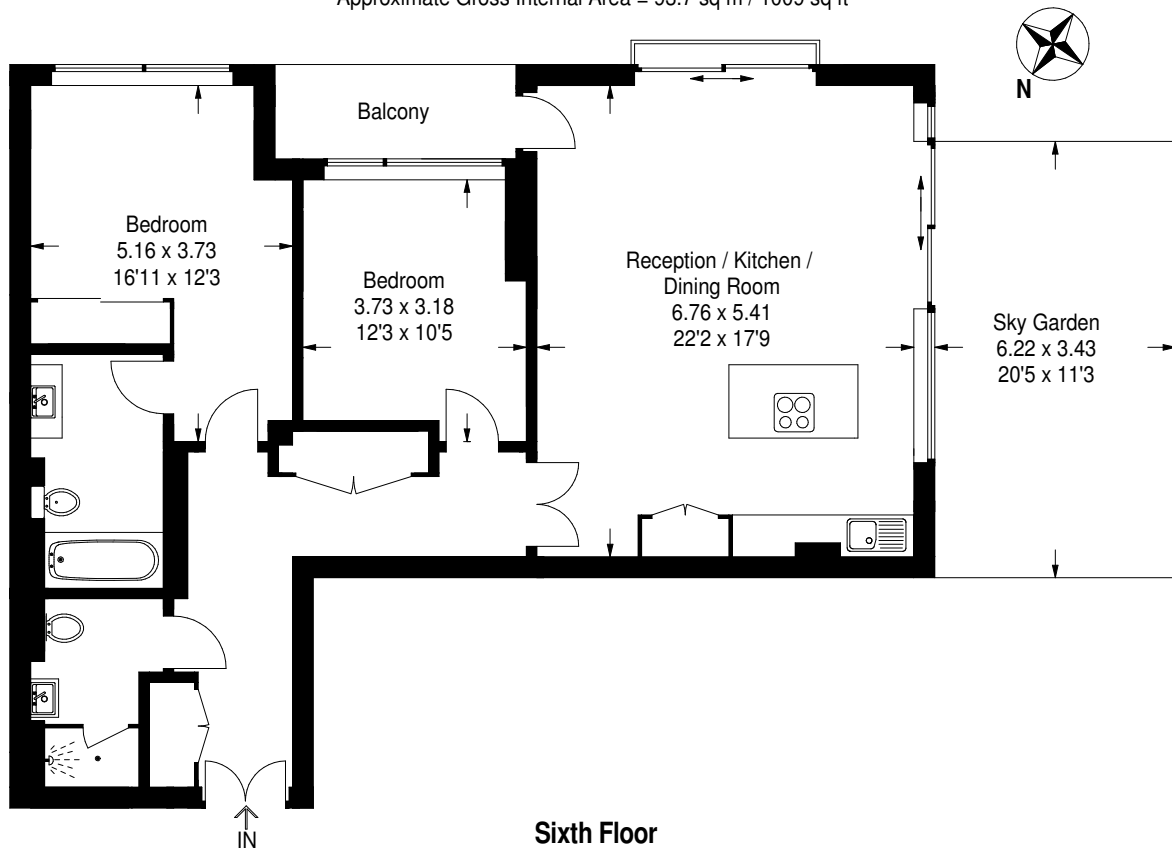 Approximate Gross Internal Area = 93.7 sq m / 1009 sq ft
N
Balcony
Bedroom
5.16 x 3.73
16'11 x 12'3
Bedroom
3.73 x 3.18
12'3 x 10'5
Reception / Kitchen /
Dining Room
6.76 x 5.41
22'2 x 17'9
Sky Garden
6.22 x 3.43
20'5 x 11'3
IN
Sixth Floor